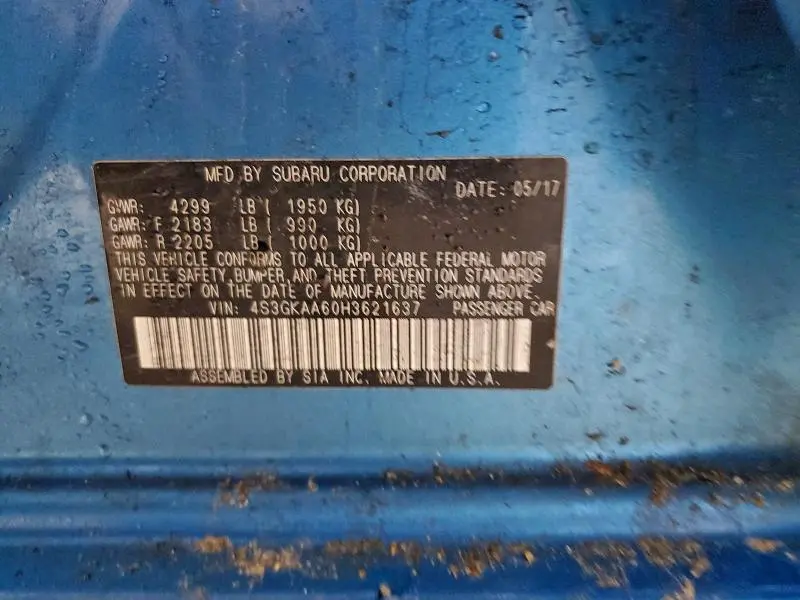 MFD. BY SUBARU CORPORATION
DATE: 05/17
GVWR: 4299 LB ( 1950 KG)
GAWR: F 2183 LB ( 990 KG)
GAWR: R 2205 LB ( 1000 KG)
THIS VEHICLE CONFORMS TO ALL APPLICABLE FEDERAL MOTOR
VEHICLE SAFETY, BUMPER, AND THEFT PREVENTION STANDARDS
IN EFFECT ON THE DATE OF MANUFACTURE SHOWN ABOVE.
VIN: 4S3GKAA60H3621637 PASSENGER CAR
ASSEMBLED BY SIA INC. MADE IN U.S.A.